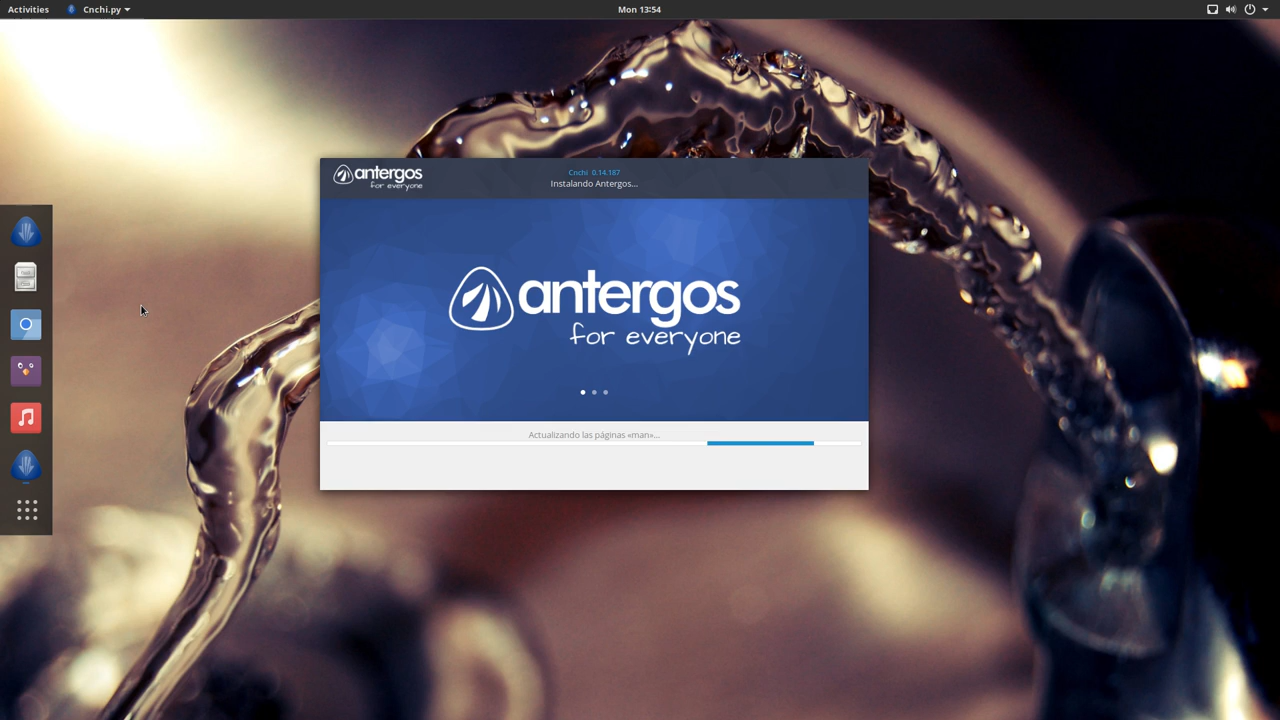 Activities
Cnchi.py
Mon 13:54
antergos
for everyone
Cnchi 0.14.187
Instalando Antergos...
antergos
for everyone
Actualizando las páginas «man»...